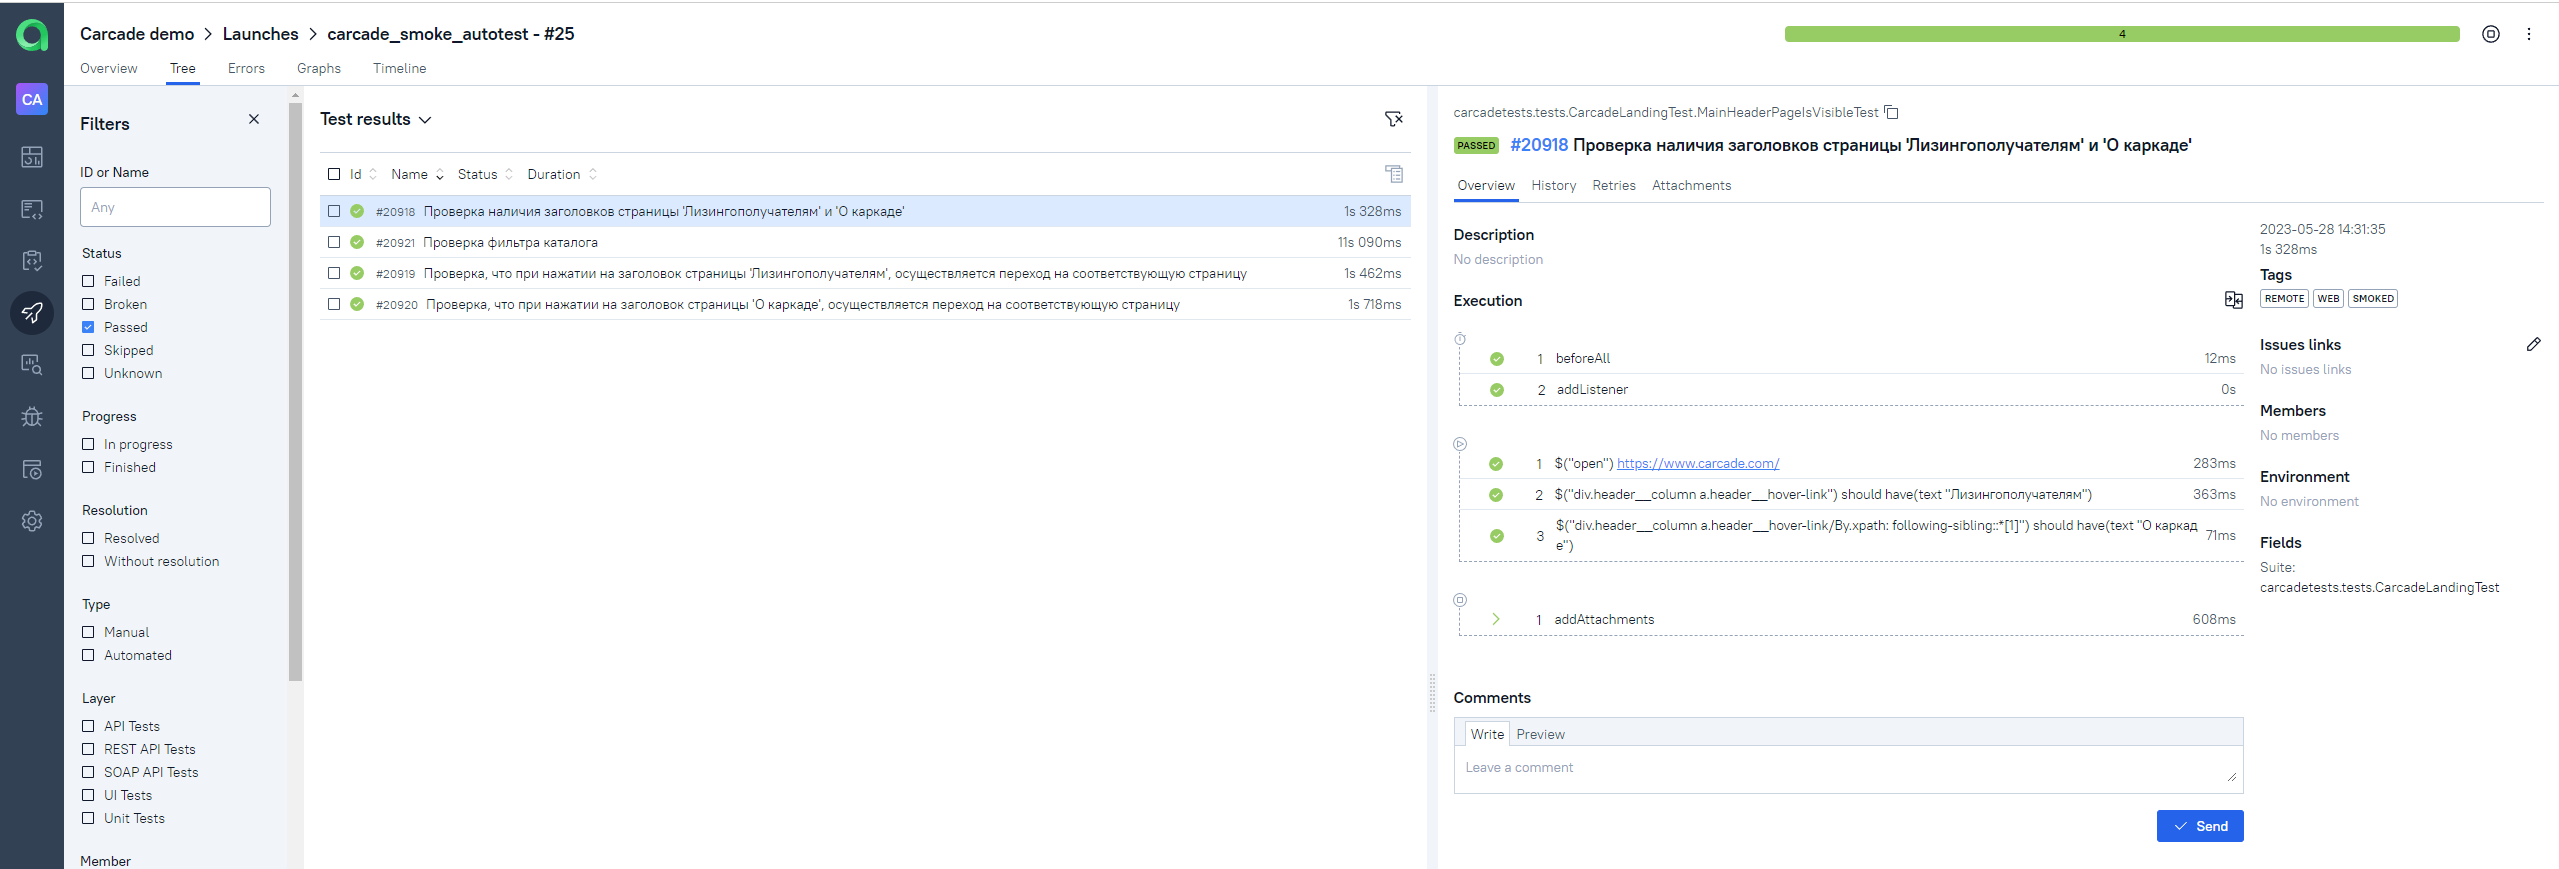 Carcade demo > Launches > carcade_smoke_autotest - #25
4
Overview Tree Errors Graphs Timeline
CA
Filters
ID or Name
Any
Status
Failed
Broken
Passed
Skipped
Unknown
Progress
In progress
Finished
Resolution
Resolved
Without resolution
Type
Manual
Automated
Layer
API Tests
REST API Tests
SOAP API Tests
UI Tests
Unit Tests
Member
Test results
Id Name Status Duration
#20918 Проверка наличия заголовков страницы 'Лизингополучателям' и 'О каркаде' 1s 328ms
#20921 Проверка фильтра каталога 11s 090ms
#20919 Проверка, что при нажатии на заголовок страницы 'Лизингополучателям', осуществляется переход на соответствующую страницу 1s 462ms
#20920 Проверка, что при нажатии на заголовок страницы 'О каркаде', осуществляется переход на соответствующую страницу 1s 718ms
carcadetests.tests.CarcadeLandingTest.MainHeaderPageIsVisibleTest
PASSED #20918 Проверка наличия заголовков страницы 'Лизингополучателям' и 'О каркаде'
Overview History Retries Attachments
Description
No description
Execution
1 beforeAll 12ms
2 addListener 0s
1 $("open") https://www.carcade.com/ 283ms
2 $("div.header__column a.header__hover-link") should have(text "Лизингополучателям") 363ms
3 $("div.header__column a.header__hover-link/By.xpath: following-sibling::*[1]") should have(text "О каркад 71ms
е")
1 addAttachments 608ms
Comments
Write Preview
Leave a comment
Send
2023-05-28 14:31:35
1s 328ms
Tags
REMOTE WEB SMOKED
Issues links
No issues links
Members
No members
Environment
No environment
Fields
Suite:
carcadetests.tests.CarcadeLandingTest